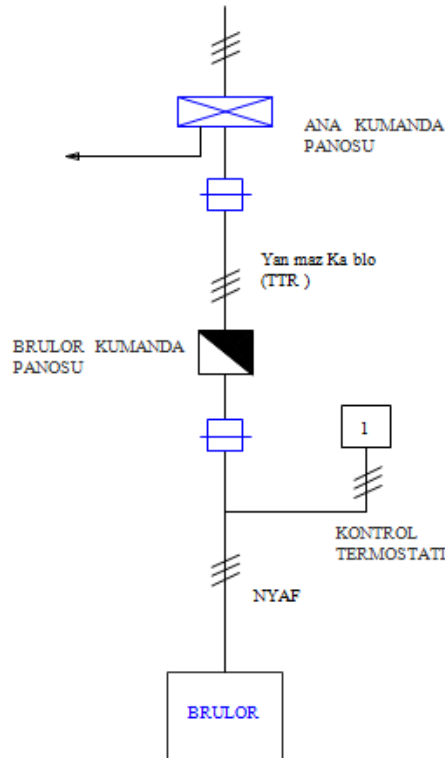 ANA KUMANDA
PANOSU
Yan maz Ka blo
(TTR )
BRULOR KUMANDA
PANOSU
1
KONTROL
TERMOSTATI
NYAF
BRULOR